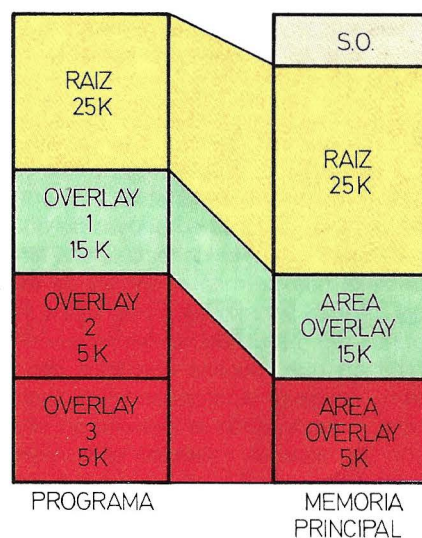 RAIZ
25K
OVERLAY
1
15 K
OVERLAY
2
5K
OVERLAY
3
5K
PROGRAMA
S.O.
RAIZ
25K
AREA
OVERLAY
15K
AREA
OVERLAY
5K
MEMORIA
PRINCIPAL